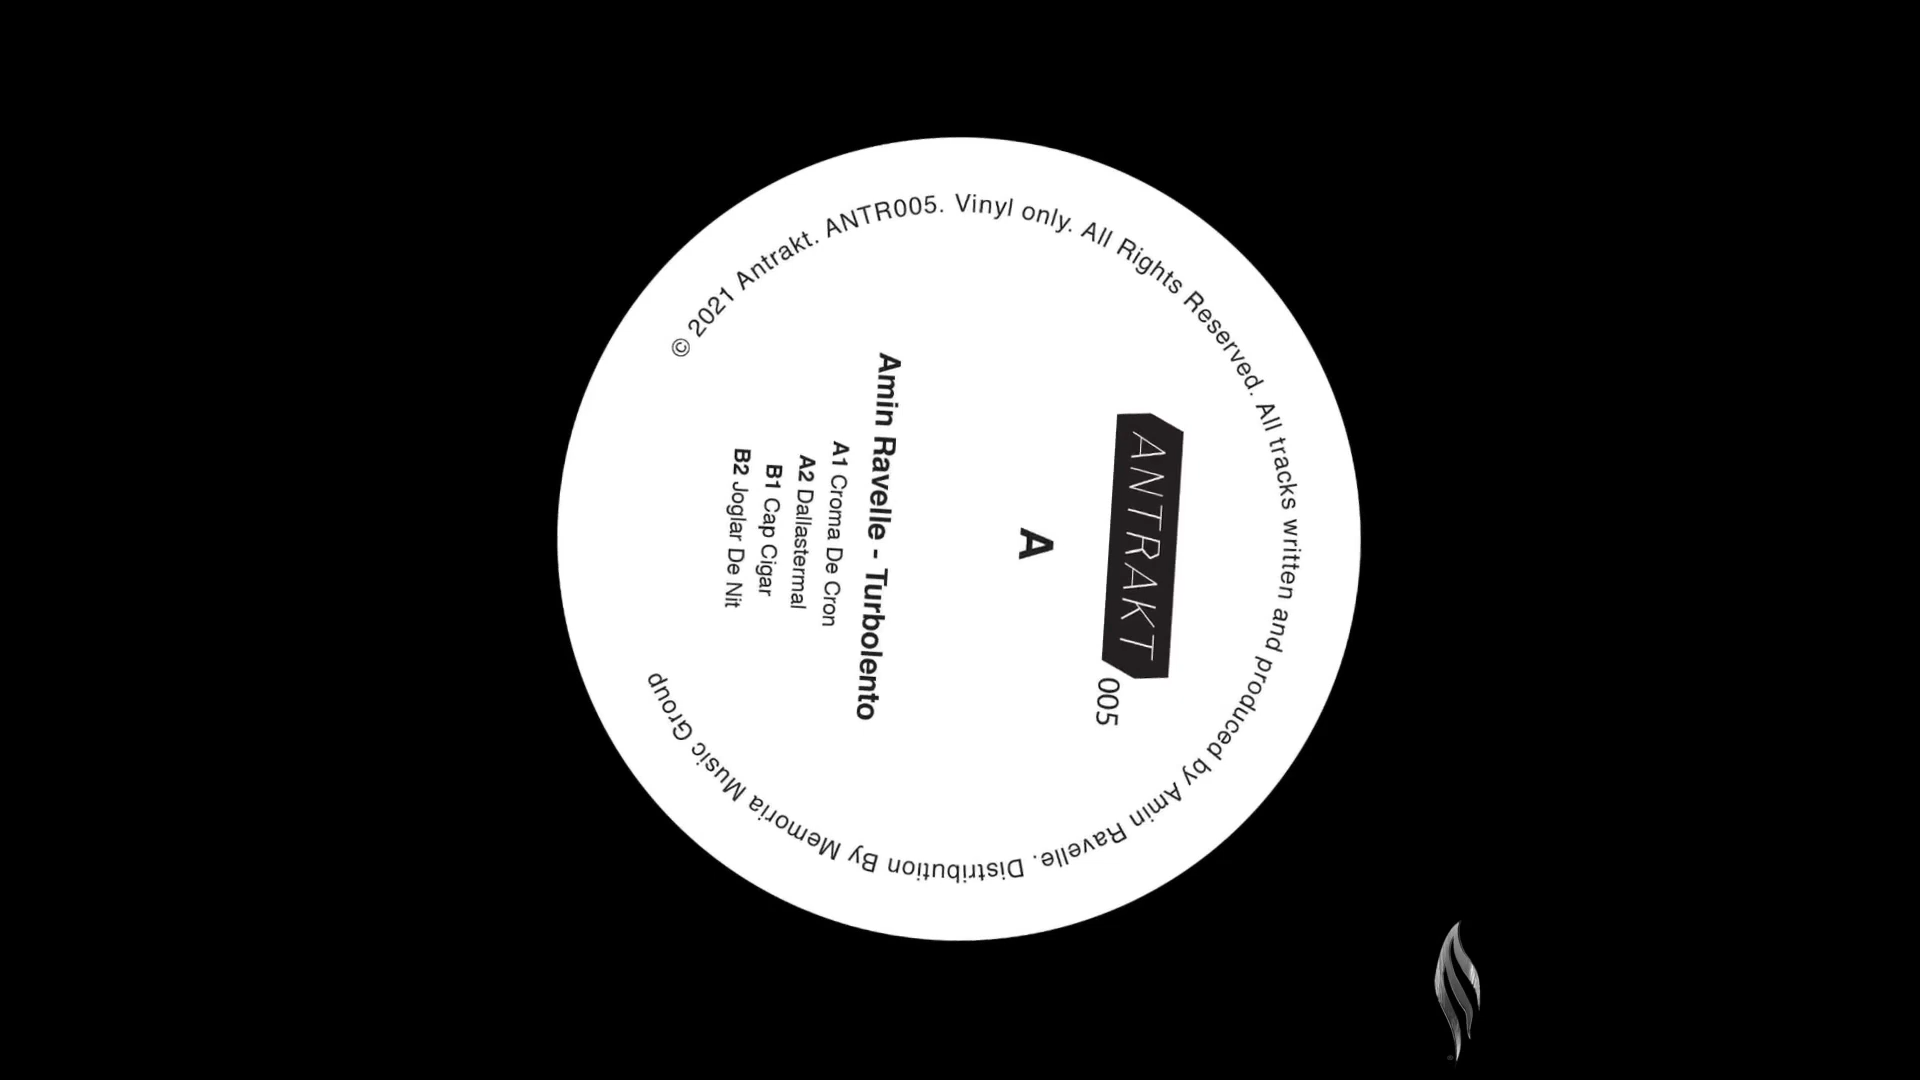 ANTRAKT
005
A
Amin Ravelle - Turbolento
A1 Croma De Cron
A2 Dallastermal
B1 Cap Cigar
B2 Joglar De Nit
© 2021 Antrakt. ANTR005. Vinyl only. All Rights Reserved. All tracks written and produced by Amin Ravelle. Distribution By Memoria Music Group